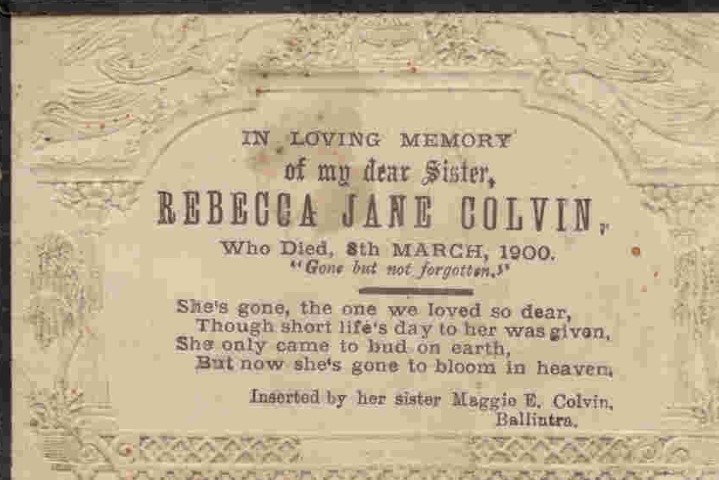 IN LOVING MEMORY
of my dear Sister,
REBECCA JANE COLVIN,
Who Died, 8th MARCH, 1900.
"Gone but not forgotten."
She's gone, the one we loved so dear,
Though short life's day to her was given,
She only came to bud on earth,
But now she's gone to bloom in heaven.
Inserted by her sister Maggie E. Colvin,
Ballintra.